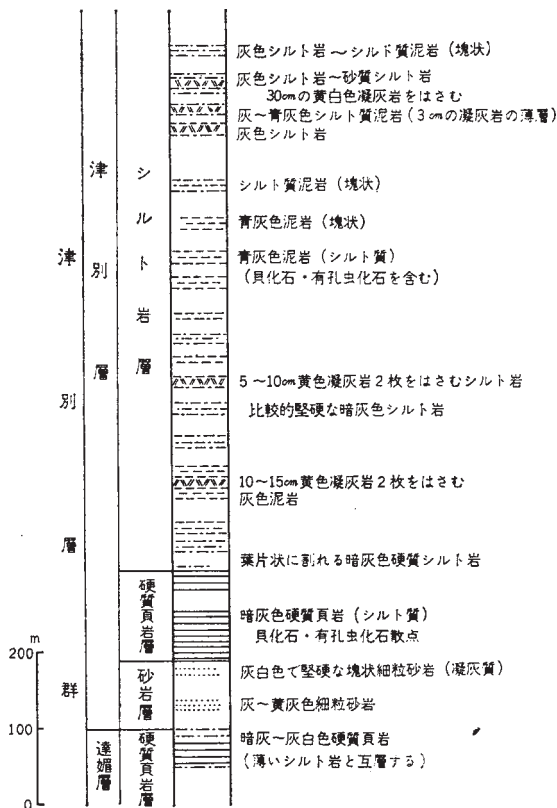 灰色シルト岩～シルト質泥岩（塊状）
灰色シルト岩～砂質シルト岩
30cmの黄白色凝灰岩をはさむ
灰～青灰色シルト質泥岩（3cmの凝灰岩の薄層）
灰色シルト岩
シルト質泥岩（塊状）
青灰色泥岩（塊状）
青灰色泥岩（シルト質）
（貝化石・有孔虫化石を含む）
5～10cm黄色凝灰岩2枚をはさむシルト岩
比較的堅硬な暗灰色シルト岩
10～15cm黄色凝灰岩2枚をはさむ
灰色泥岩
葉片状に割れる暗灰色硬質シルト岩
暗灰色硬質頁岩（シルト質）
貝化石・有孔虫化石散点
灰白色で堅硬な塊状細粒砂岩（凝灰質）
灰～黄灰色細粒砂岩
暗灰～灰白色硬質頁岩
（薄いシルト岩と互層する）
津別層群
津別層
達媚層
シルト岩層
硬質頁岩層
砂岩層
硬質頁岩層
m
200
100
0